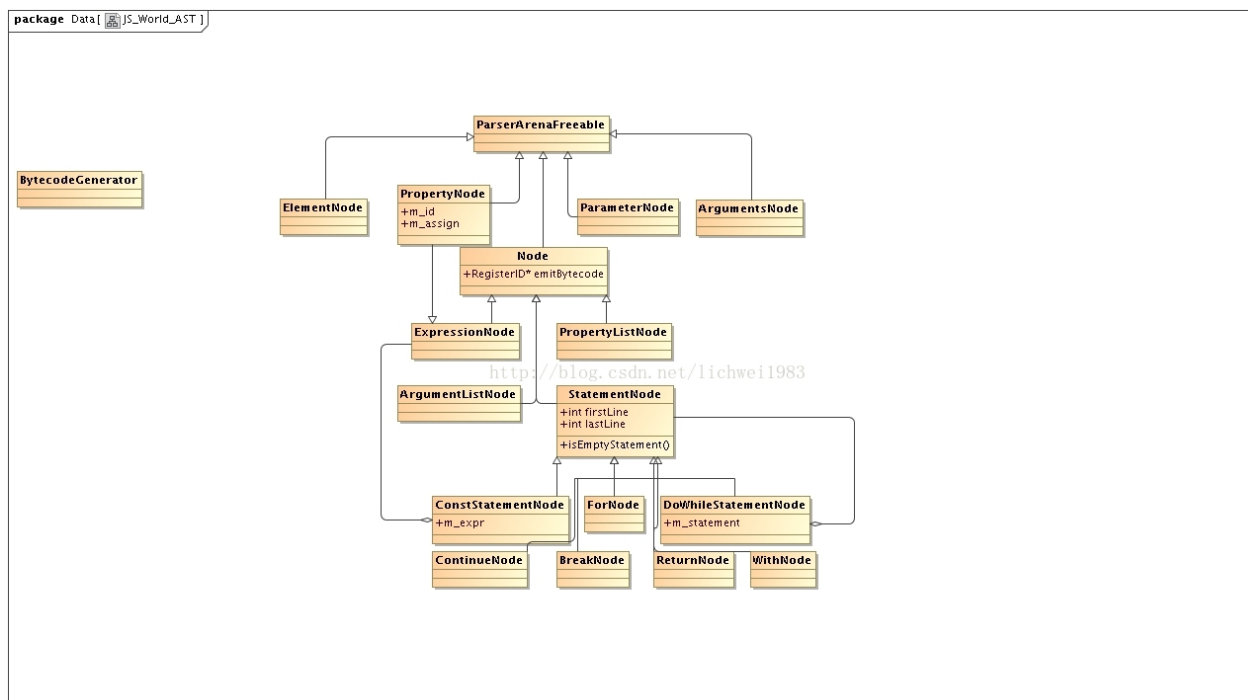 package Data[ JS_World_AST ]
ParserArenaFreeable
BytecodeGenerator
ElementNode
PropertyNode
+m_id
+m_assign
ParameterNode
ArgumentsNode
Node
+RegisterID* emitBytecode
ExpressionNode
PropertyListNode
http://blog.csdn.net/lichwei1983
ArgumentListNode
StatementNode
+int firstLine
+int lastLine
+isEmptyStatement()
ConstStatementNode
+m_expr
ForNode
DoWhileStatementNode
+m_statement
ContinueNode
BreakNode
ReturnNode
WithNode